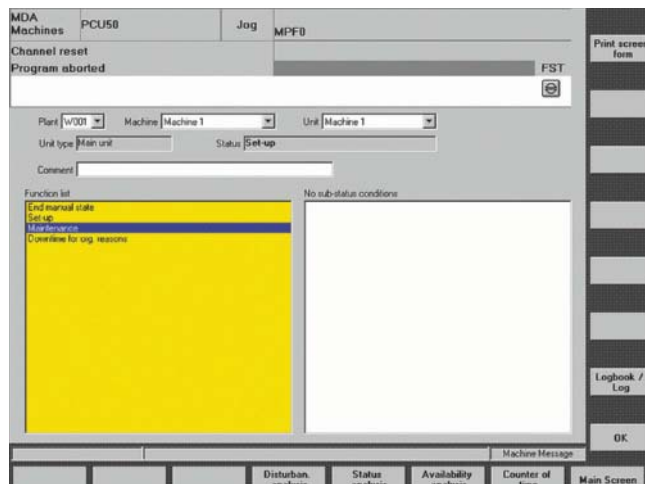 MDA Machines PCU50 Jog MPF0
Channel reset
Program aborted FST
Print screen form
Plant W001 Machine Machine 1 Unit Machine 1
Unit type Main unit Status Set-up
Comment
Function list No sub-status conditions
End manual state
Set-up
Maintenance
Downtime for org. reasons
Logbook / Log
OK
Machine Message
Disturban. analysis Status analysis Availability analysis Counter of time Main Screen